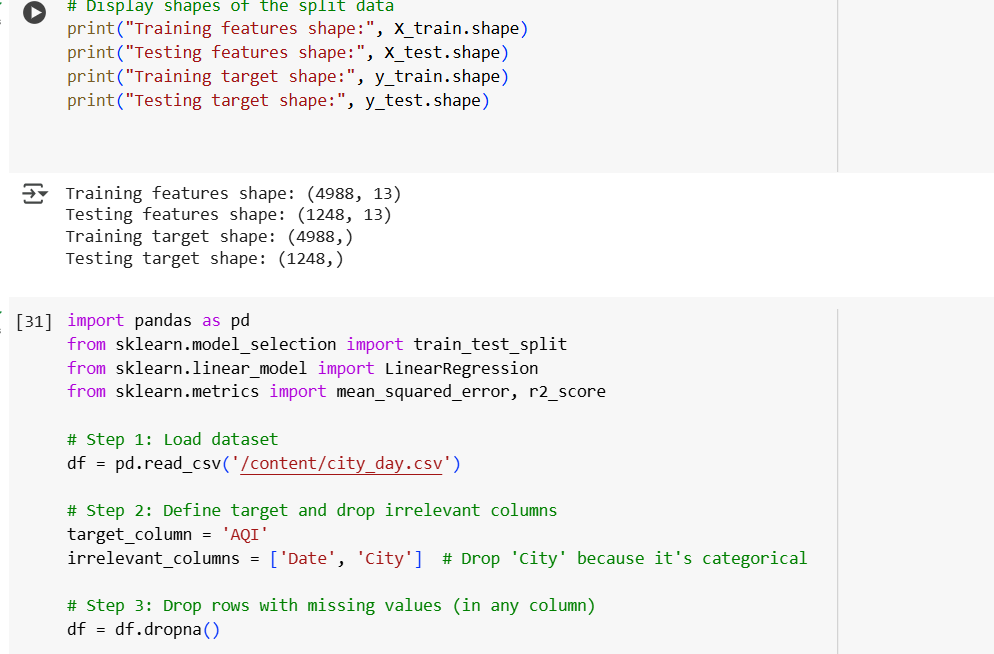 # Display shapes of the split data
print("Training features shape:", X_train.shape)
print("Testing features shape:", X_test.shape)
print("Training target shape:", y_train.shape)
print("Testing target shape:", y_test.shape)
Training features shape: (4988, 13)
Testing features shape: (1248, 13)
Training target shape: (4988,)
Testing target shape: (1248,)
[31] import pandas as pd
from sklearn.model_selection import train_test_split
from sklearn.linear_model import LinearRegression
from sklearn.metrics import mean_squared_error, r2_score
# Step 1: Load dataset
df = pd.read_csv('/content/city_day.csv')
# Step 2: Define target and drop irrelevant columns
target_column = 'AQI'
irrelevant_columns = ['Date', 'City']  # Drop 'City' because it's categorical
# Step 3: Drop rows with missing values (in any column)
df = df.dropna()